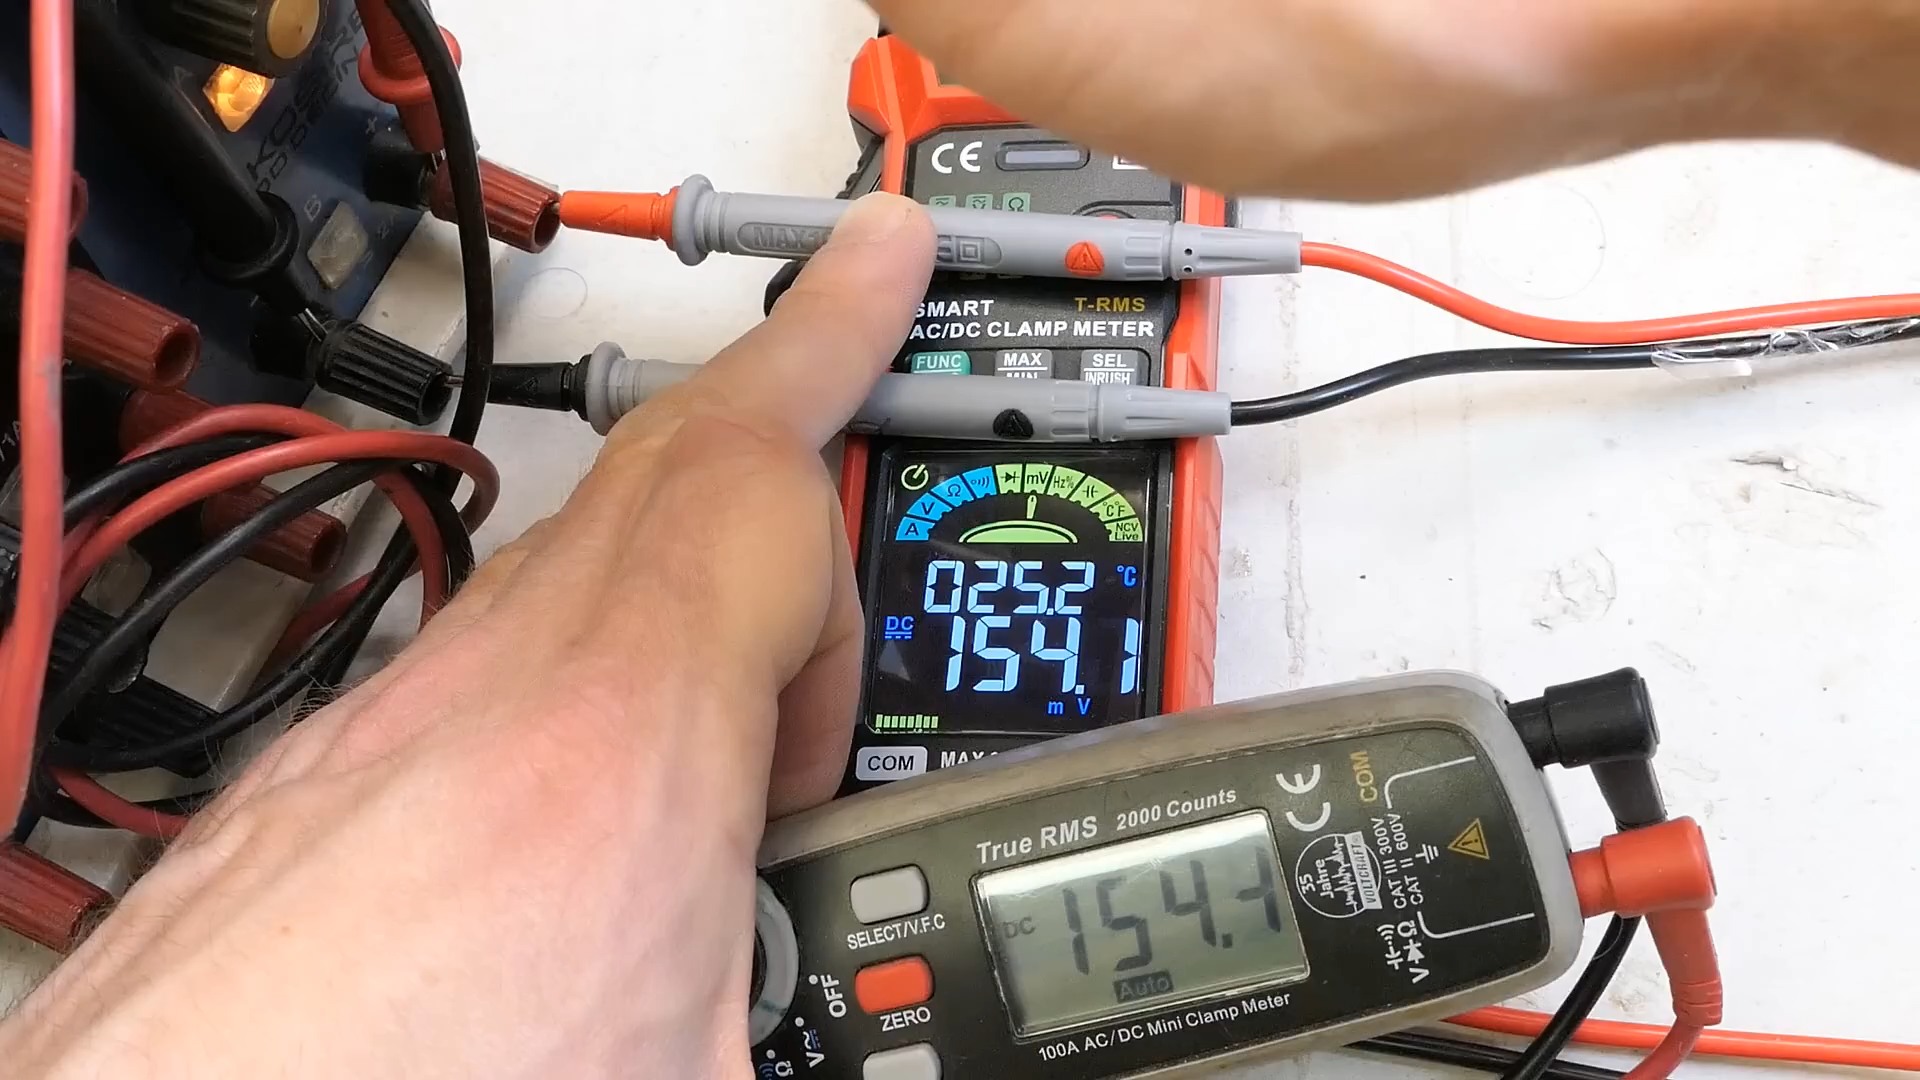 CE
SMART T-RMS
AC/DC CLAMP METER
FUNC
MAX
SEL
INRUSH
A V Ω mV Hz% °C°F NCV Live
025.2 °C
DC 154.1
m V
COM
True RMS 2000 Counts
CE
COM
35 Jahre
VOLTCRAFT
CAT III 300V
CAT II 600V
VΩ
DC
Auto
SELECT/V.F.C
OFF
ZERO
V
Ω
100A AC/DC Mini Clamp Meter
B